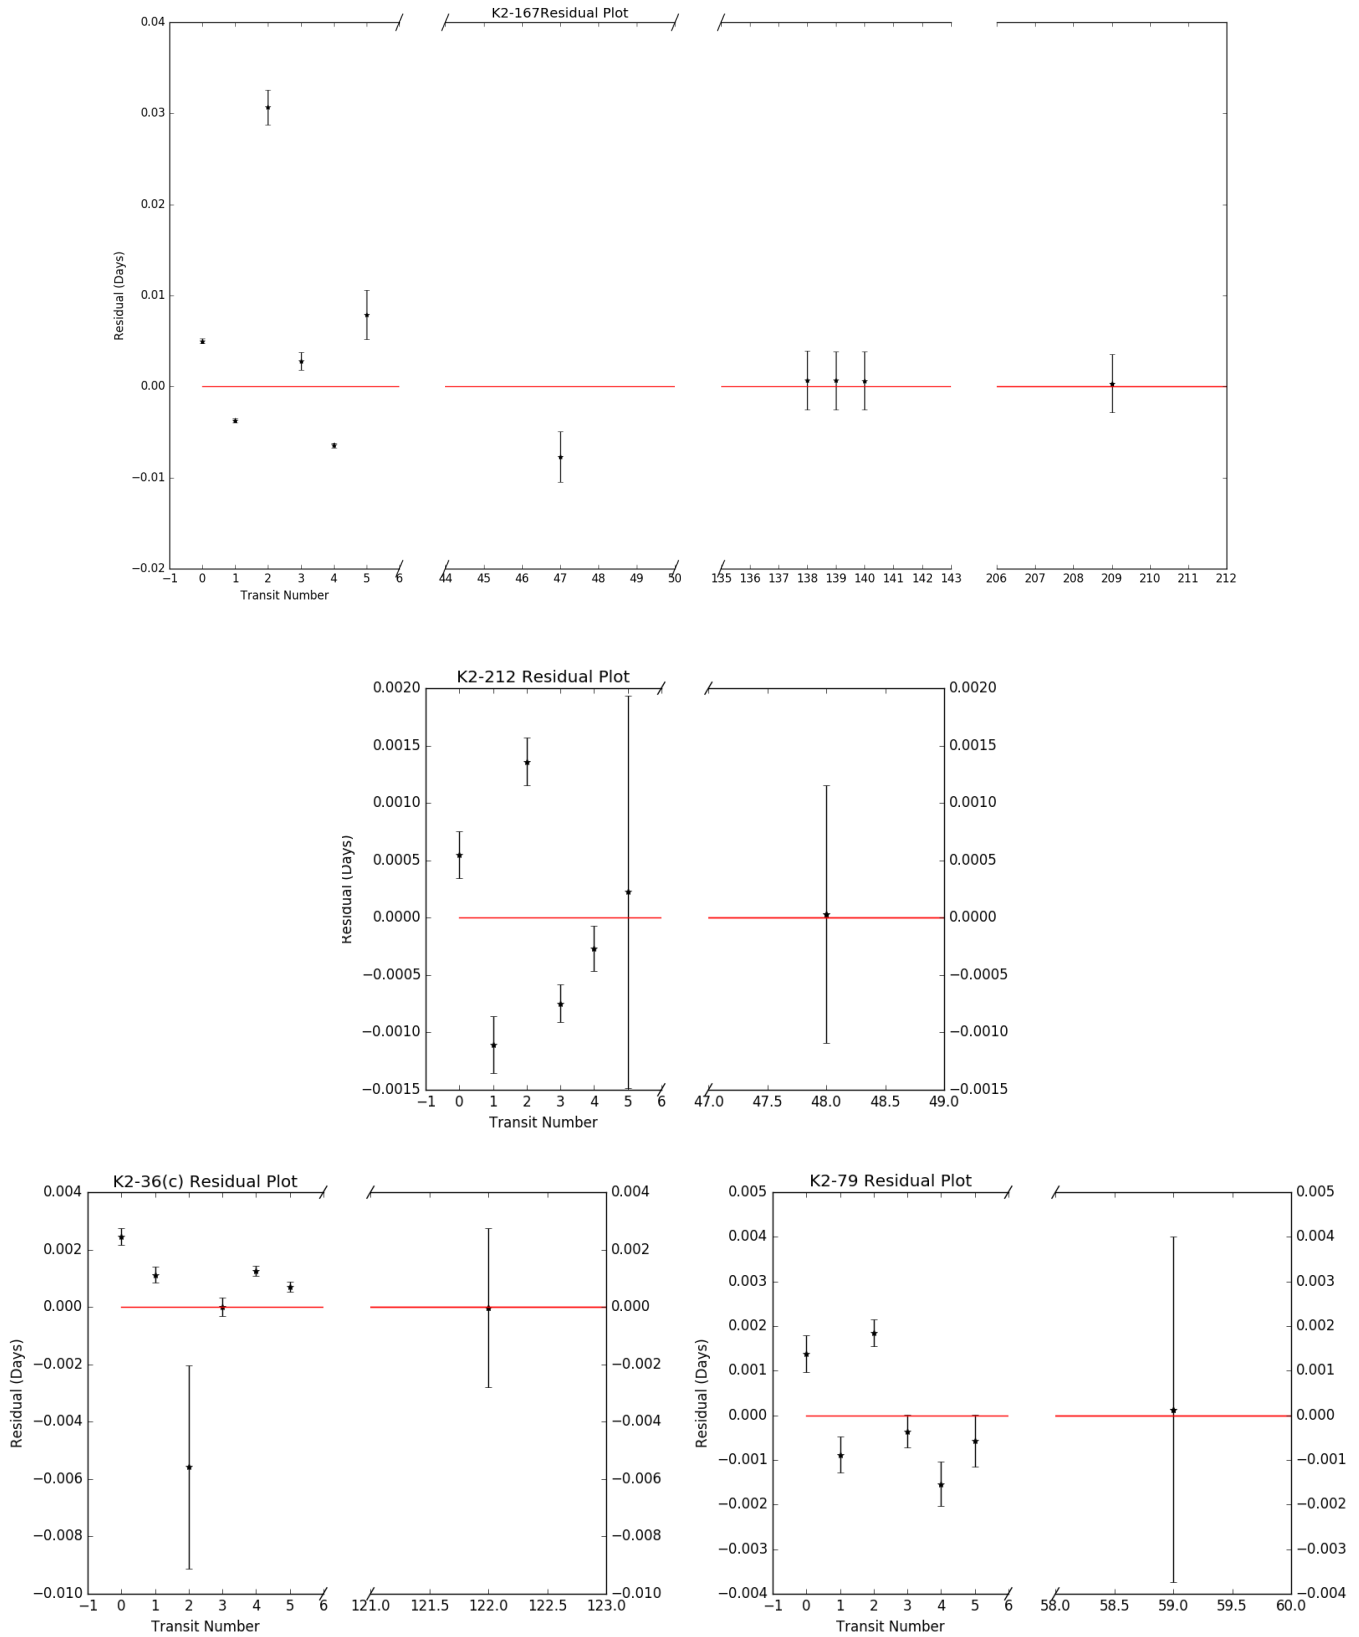 K2-167Residual Plot
0.04
0.03
0.02
0.01
0.00
−0.01
−0.02
Residual (Days)
−1 0 1 2 3 4 5 6 44 45 46 47 48 49 50 135 136 137 138 139 140 141 142 143 206 207 208 209 210 211 212
Transit Number
K2-212 Residual Plot
0.0020 0.0020
0.0015 0.0015
0.0010 0.0010
0.0005 0.0005
0.0000 0.0000
−0.0005 −0.0005
−0.0010 −0.0010
−0.0015 −0.0015
Residual (Days)
−1 0 1 2 3 4 5 6 47.0 47.5 48.0 48.5 49.0
Transit Number
K2-36(c) Residual Plot
0.004 0.004
0.002 0.002
0.000 0.000
−0.002 −0.002
−0.004 −0.004
−0.006 −0.006
−0.008 −0.008
−0.010 −0.010
Residual (Days)
−1 0 1 2 3 4 5 6 121.0 121.5 122.0 122.5 123.0
Transit Number
K2-79 Residual Plot
0.005 0.005
0.004 0.004
0.003 0.003
0.002 0.002
0.001 0.001
0.000 0.000
−0.001 −0.001
−0.002 −0.002
−0.003 −0.003
−0.004 −0.004
Residual (Days)
−1 0 1 2 3 4 5 6 58.0 58.5 59.0 59.5 60.0
Transit Number